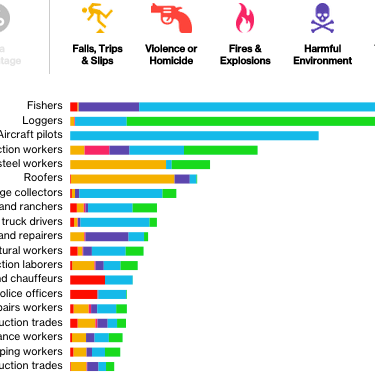 Falls, Trips
& Slips
Violence or
Homicide
Fires &
Explosions
Harmful
Environment
Fishers
Loggers
Aircraft pilots
ction workers
steel workers
Roofers
ge collectors
and ranchers
truck drivers
and repairers
tural workers
ction laborers
d chauffeurs
olice officers
pairs workers
uction trades
ance workers
ping workers
uction trades